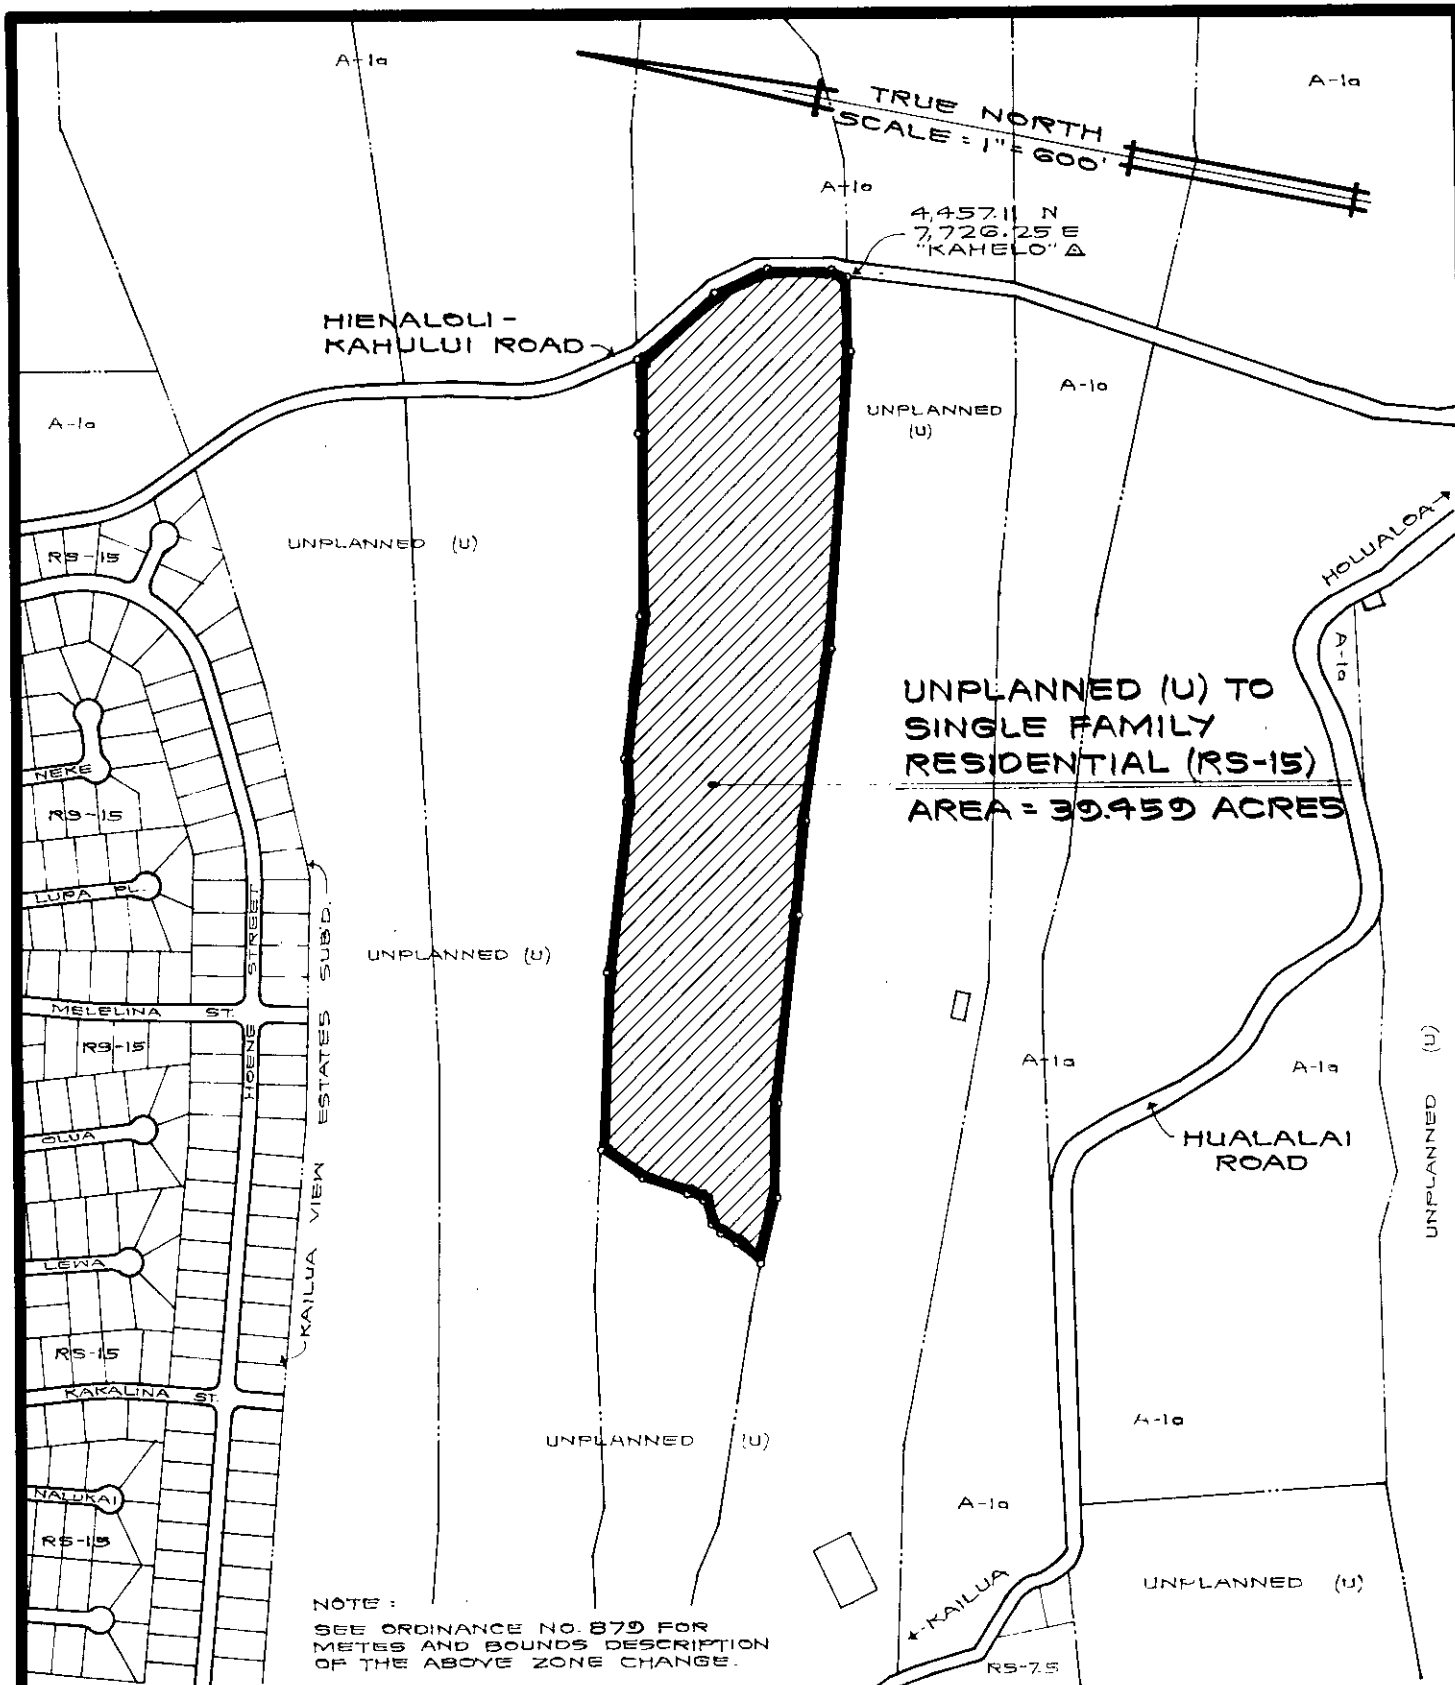 A-1a
TRUE NORTH
SCALE = 1" = 600'
A-1a
A-1a
4,457.11 N
7,726.25 E
"KAHELO" △
HIENALOLI -
KAHULUI ROAD
A-1a
UNPLANNED
(U)
A-1a
HOLUALOA
UNPLANNED (U)
RS-15
A-1a
UNPLANNED (U) TO
SINGLE FAMILY
RESIDENTIAL (RS-15)
AREA = 39.459 ACRES
NEKE
RS-15
LUPA PL.
HOENE STREET
KAILUA VIEW ESTATES SUB'D.
UNPLANNED (U)
MELELINA ST.
RS-15
A-1a
A-1a
UNPLANNED (U)
OLUA
HUALALAI
ROAD
LEWA
RS-15
KAKALINA ST.
A-1a
UNPLANNED (U)
NALUKAI
A-1a
RS-15
UNPLANNED (U)
KAILUA
NOTE :
SEE ORDINANCE NO. 879 FOR
METES AND BOUNDS DESCRIPTION
OF THE ABOVE ZONE CHANGE.
RS-7.5